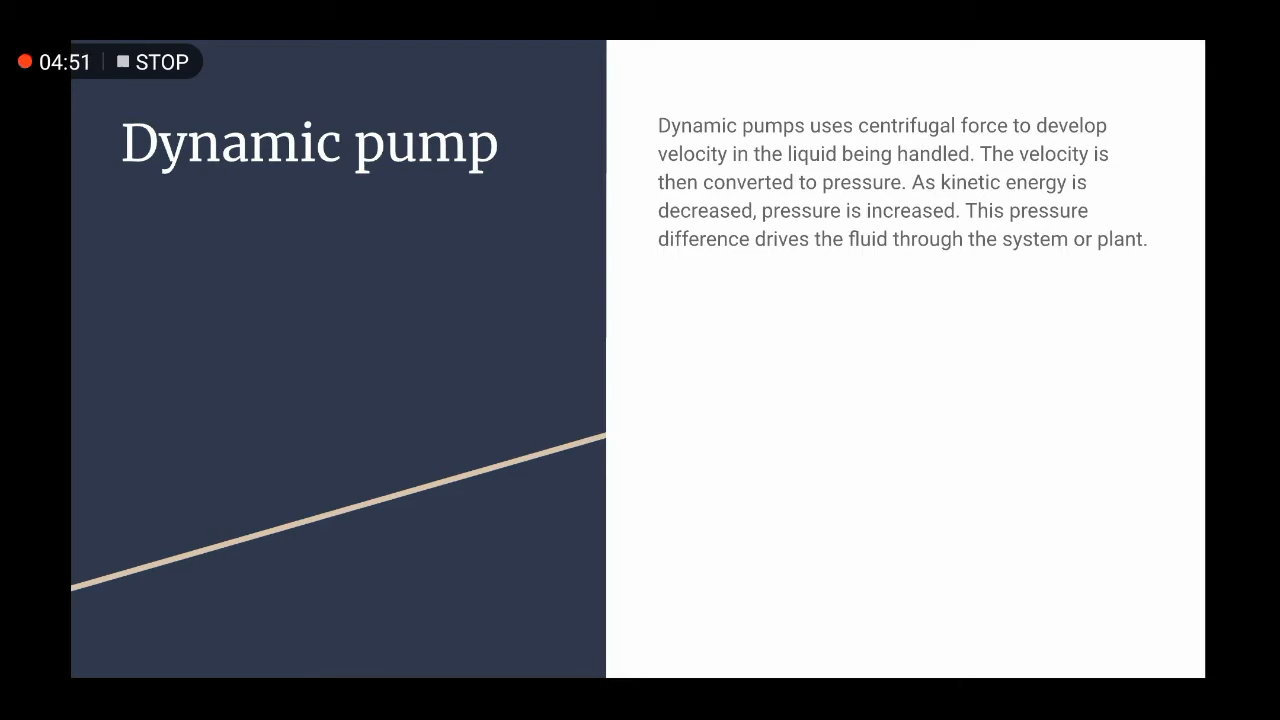 04:51 STOP
Dynamic pump
Dynamic pumps uses centrifugal force to develop
velocity in the liquid being handled. The velocity is
then converted to pressure. As kinetic energy is
decreased, pressure is increased. This pressure
difference drives the fluid through the system or plant.